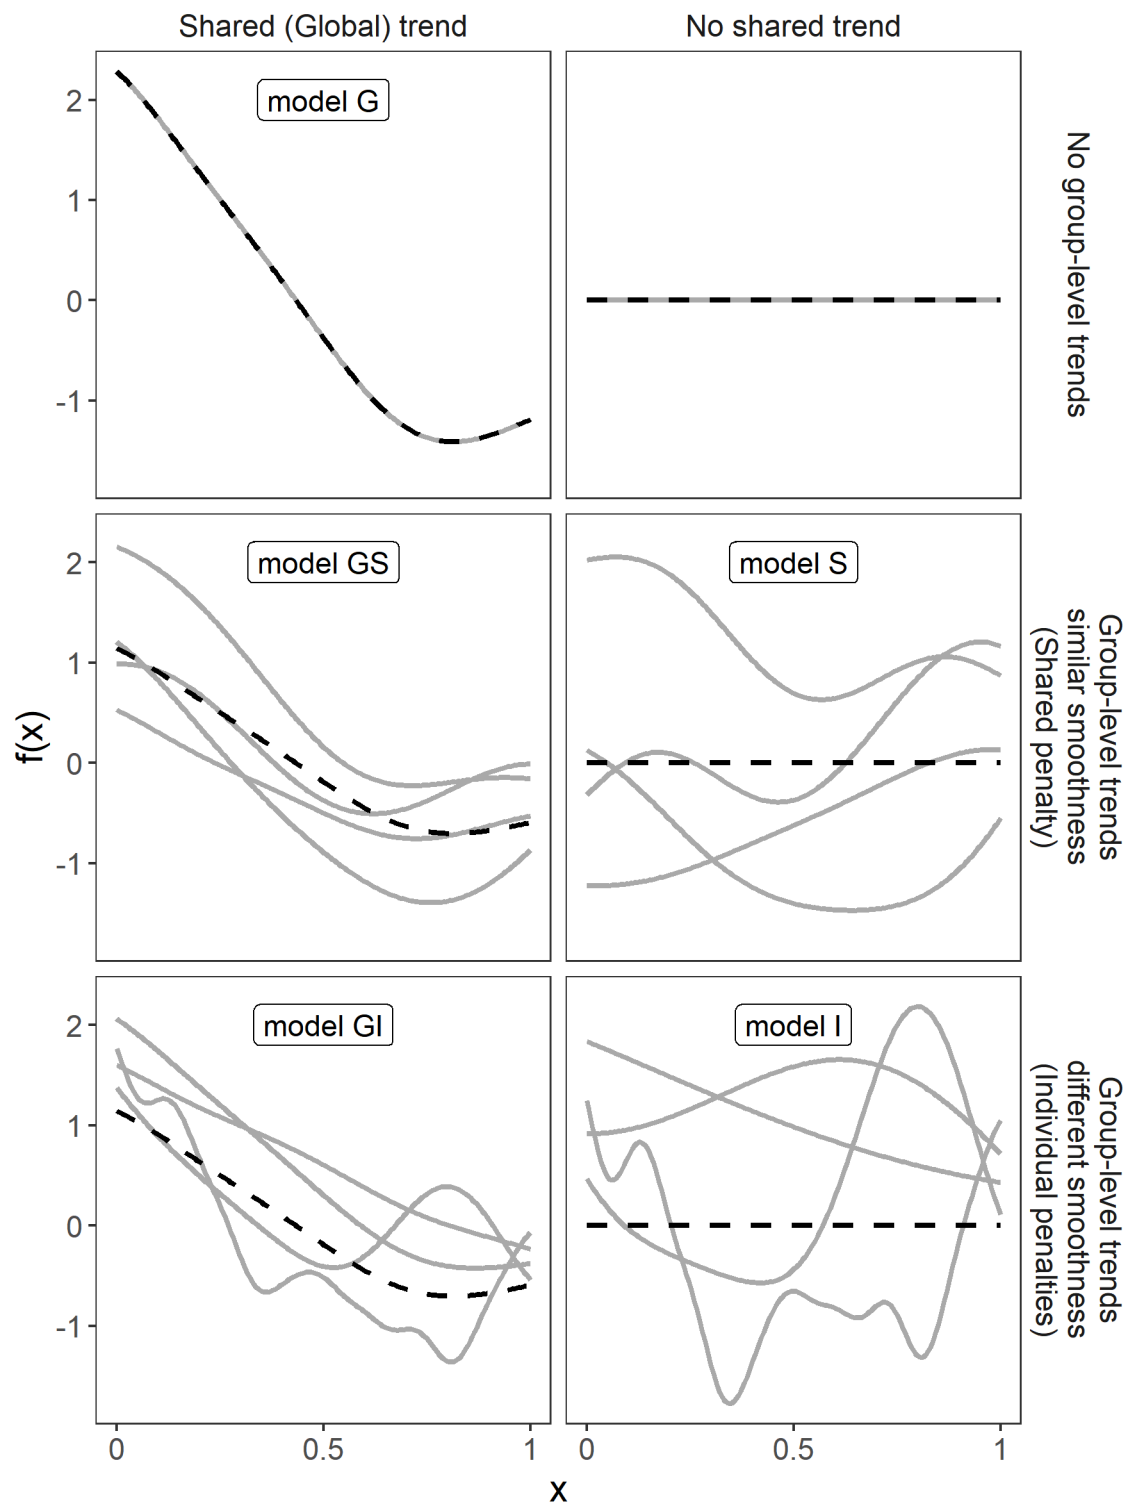 Shared (Global) trend
No shared trend
model G
2
1
0
-1
No group-level trends
model GS
model S
2
1
0
-1
f(x)
Group-level trends
similar smoothness
(Shared penalty)
model GI
model I
2
1
0
-1
Group-level trends
different smoothness
(Individual penalties)
0
0.5
1
0
0.5
1
x